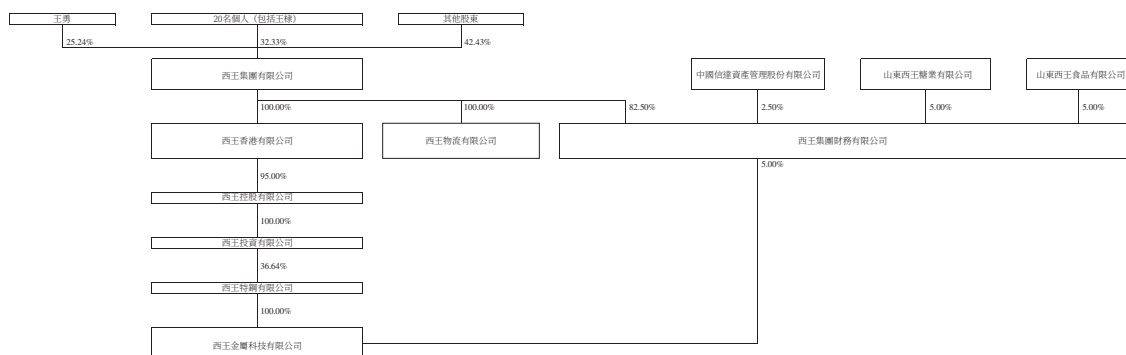 王勇
20名個人（包括王棣）
其他股東
25.24%
32.33%
42.43%
西王集團有限公司
中國信達資產管理股份有限公司
山東西王糖業有限公司
山東西王食品有限公司
100.00%
100.00%
82.50%
2.50%
5.00%
5.00%
西王香港有限公司
西王物流有限公司
西王集團財務有限公司
95.00%
5.00%
西王控股有限公司
100.00%
西王投資有限公司
36.64%
西王特鋼有限公司
100.00%
西王金屬科技有限公司